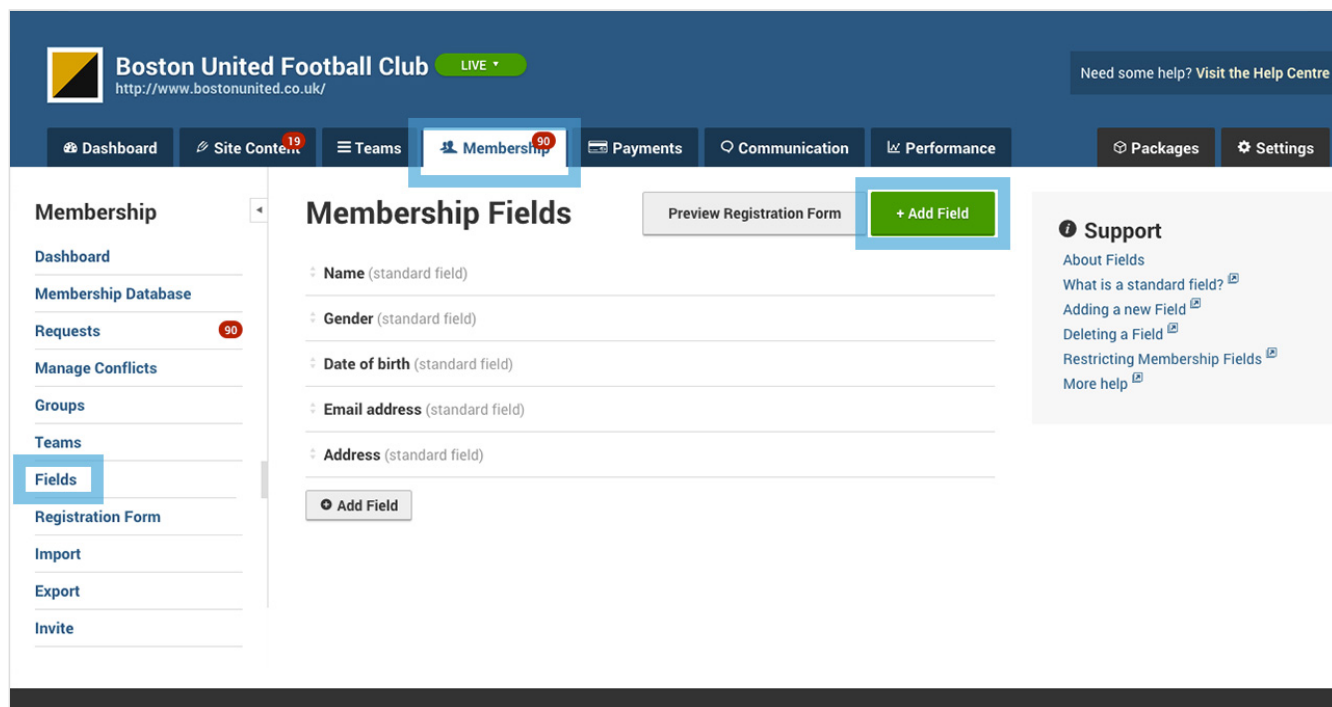 Boston United Football Club LIVE
http://www.bostonunited.co.uk/
Need some help? Visit the Help Centre
Dashboard Site Content 19 Teams Membership 90 Payments Communication Performance Packages Settings
Membership
Dashboard
Membership Database
Requests 90
Manage Conflicts
Groups
Teams
Fields
Registration Form
Import
Export
Invite
Membership Fields
Preview Registration Form
+ Add Field
Name (standard field)
Gender (standard field)
Date of birth (standard field)
Email address (standard field)
Address (standard field)
Add Field
Support
About Fields
What is a standard field?
Adding a new Field
Deleting a Field
Restricting Membership Fields
More help